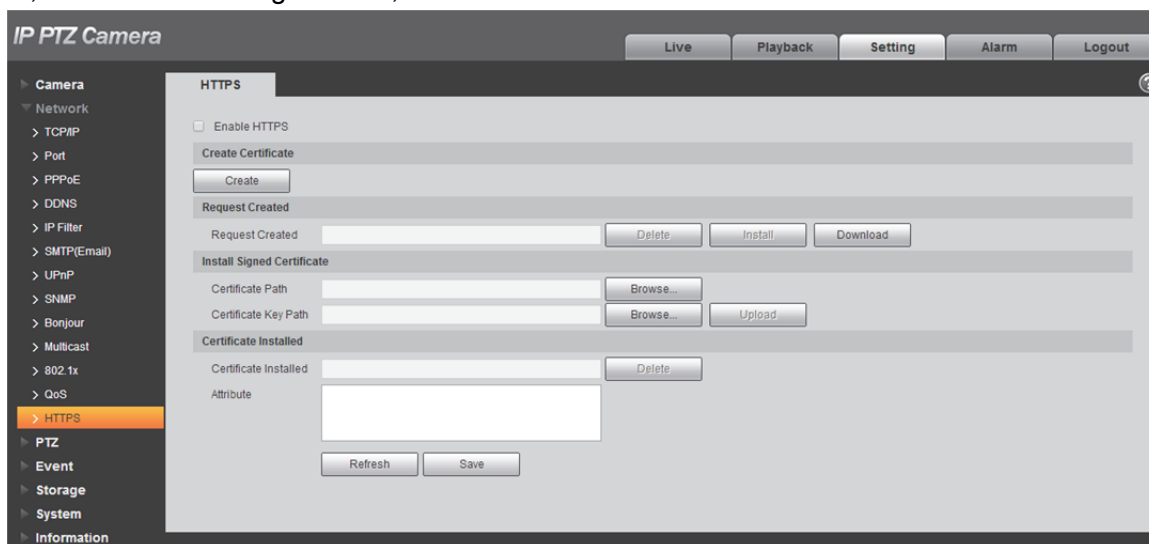 IP PTZ Camera
Live Playback Setting Alarm Logout
Camera
Network
TCP/IP
Port
PPPoE
DDNS
IP Filter
SMTP(Email)
UPnP
SNMP
Bonjour
Multicast
802.1x
QoS
HTTPS
PTZ
Event
Storage
System
Information
HTTPS
?
Enable HTTPS
Create Certificate
Create
Request Created
Request Created Delete Install Download
Install Signed Certificate
Certificate Path Browse...
Certificate Key Path Browse... Upload
Certificate Installed
Certificate Installed Delete
Attribute
Refresh Save